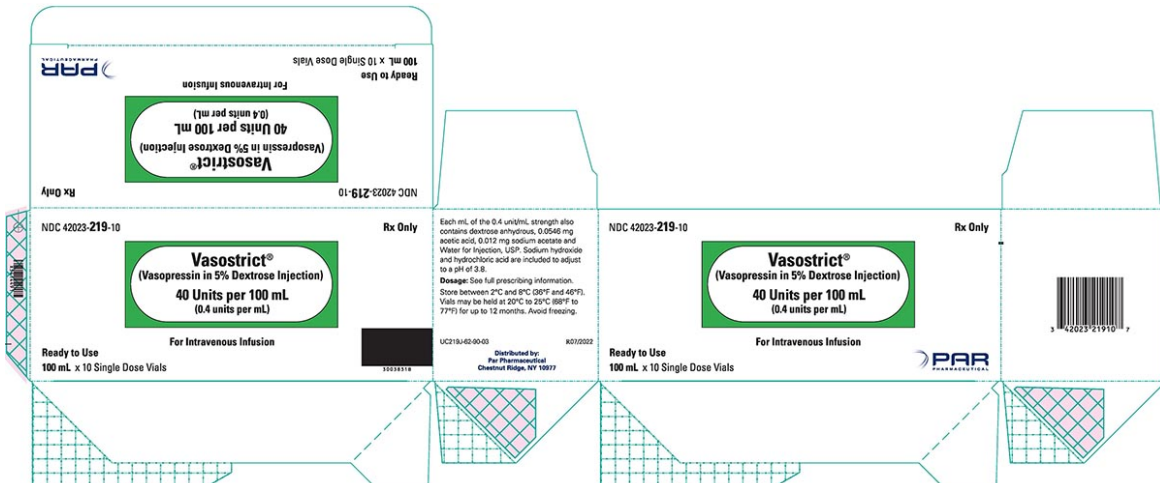 100 mL x 10 Single Dose Vials
Ready to Use
PAR
PHARMACEUTICAL
For Intravenous Infusion
(0.4 units per mL)
40 Units per 100 mL
(Vasopressin in 5% Dextrose Injection)
Vasostrict®
NDC 42023-219-10
Rx Only
NDC 42023-219-10
Rx Only
Vasostrict®
(Vasopressin in 5% Dextrose Injection)
40 Units per 100 mL
(0.4 units per mL)
For Intravenous Infusion
Ready to Use
100 mL x 10 Single Dose Vials
30038318
Each mL of the 0.4 unit/mL strength also
contains dextrose anhydrous, 0.0546 mg
acetic acid, 0.012 mg sodium acetate and
Water for Injection, USP. Sodium hydroxide
and hydrochloric acid are included to adjust
to a pH of 3.8.
Dosage: See full prescribing information.
Store between 2°C and 8°C (36°F and 46°F).
Vials may be held at 20°C to 25°C (68°F to
77°F) for up to 12 months. Avoid freezing.
UC219J-62-90-03
Distributed by:
Par Pharmaceutical
Chestnut Ridge, NY 10977
NDC 42023-219-10
Rx Only
Vasostrict®
(Vasopressin in 5% Dextrose Injection)
40 Units per 100 mL
(0.4 units per mL)
For Intravenous Infusion
Ready to Use
100 mL x 10 Single Dose Vials
PAR
PHARMACEUTICAL
3 42023 21910 7